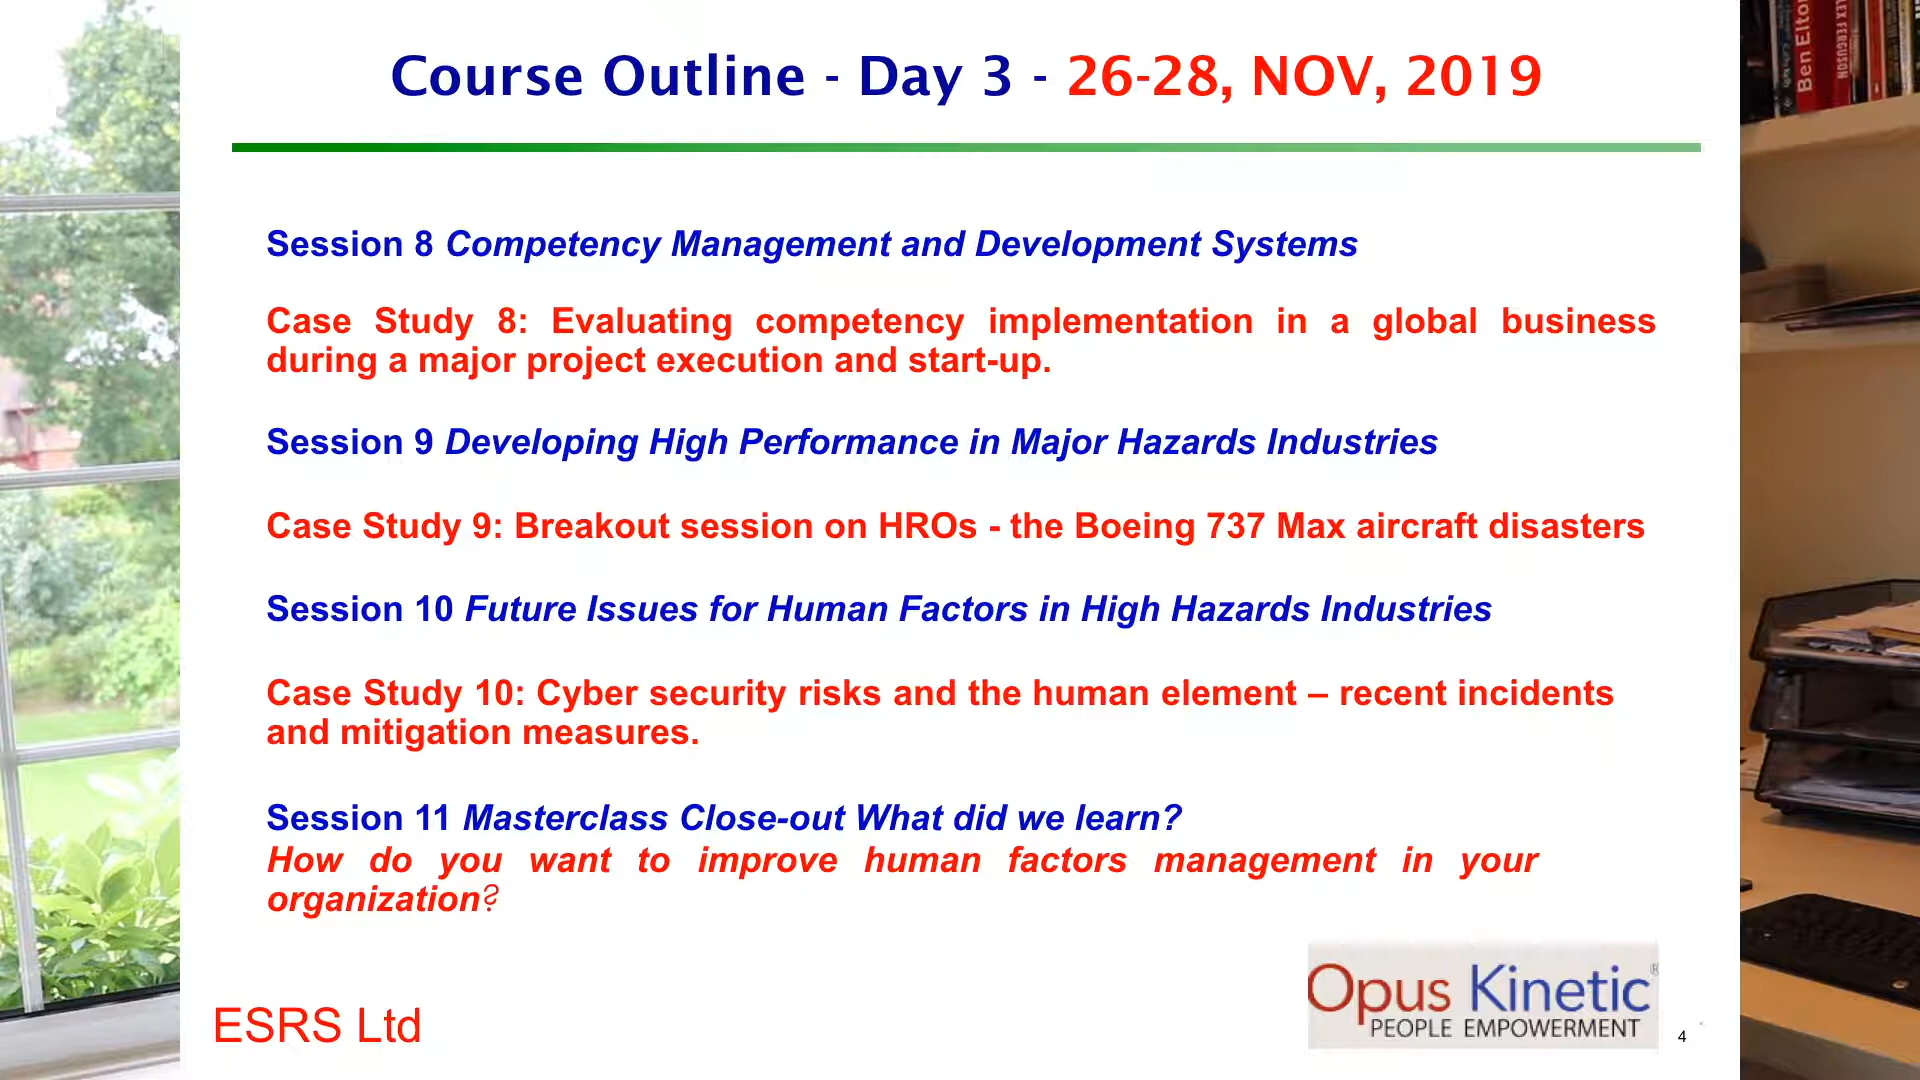 Course Outline - Day 3 - 26-28, NOV, 2019
Session 8 Competency Management and Development Systems
Case Study 8: Evaluating competency implementation in a global business
during a major project execution and start-up.
Session 9 Developing High Performance in Major Hazards Industries
Case Study 9: Breakout session on HROs - the Boeing 737 Max aircraft disasters
Session 10 Future Issues for Human Factors in High Hazards Industries
Case Study 10: Cyber security risks and the human element – recent incidents
and mitigation measures.
Session 11 Masterclass Close-out What did we learn?
How do you want to improve human factors management in your
organization?
ESRS Ltd
Opus Kinetic®
PEOPLE EMPOWERMENT
4
Ben Elto
LEX FERGUSON